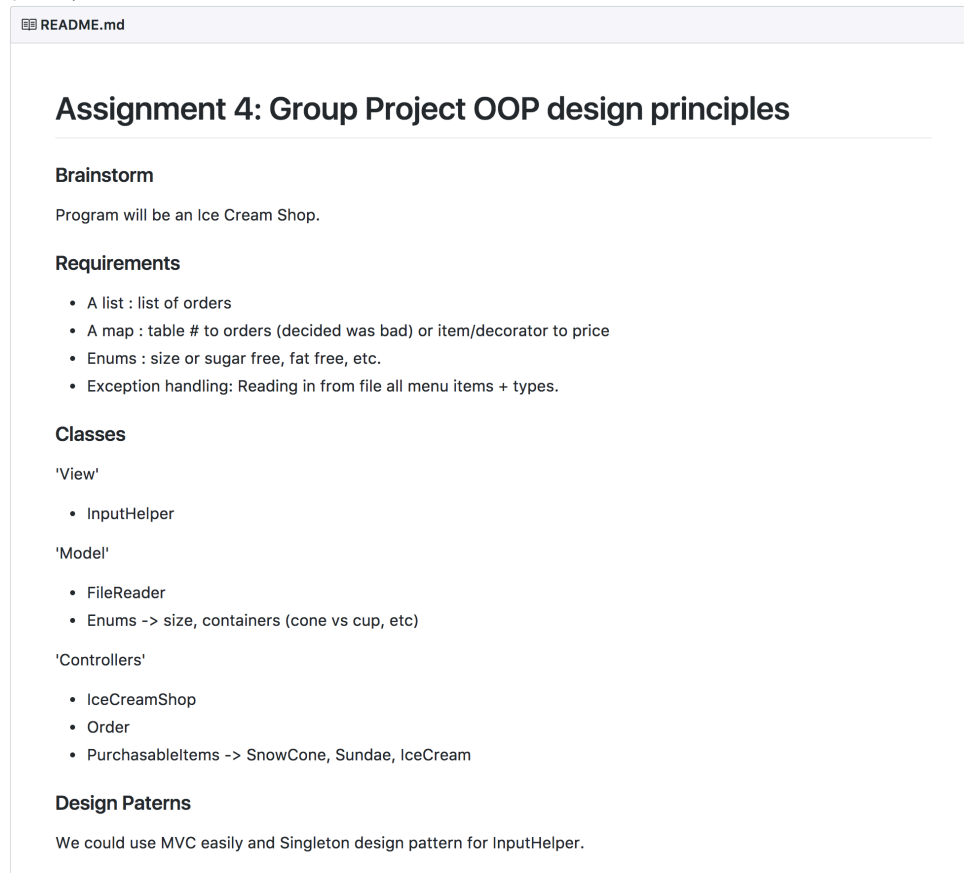 README.md
Assignment 4: Group Project OOP design principles
Brainstorm
Program will be an Ice Cream Shop.
Requirements
• A list : list of orders
• A map : table # to orders (decided was bad) or item/decorator to price
• Enums : size or sugar free, fat free, etc.
• Exception handling: Reading in from file all menu items + types.
Classes
'View'
• InputHelper
'Model'
• FileReader
• Enums -> size, containers (cone vs cup, etc)
'Controllers'
• IceCreamShop
• Order
• PurchasableItems -> SnowCone, Sundae, IceCream
Design Paterns
We could use MVC easily and Singleton design pattern for InputHelper.